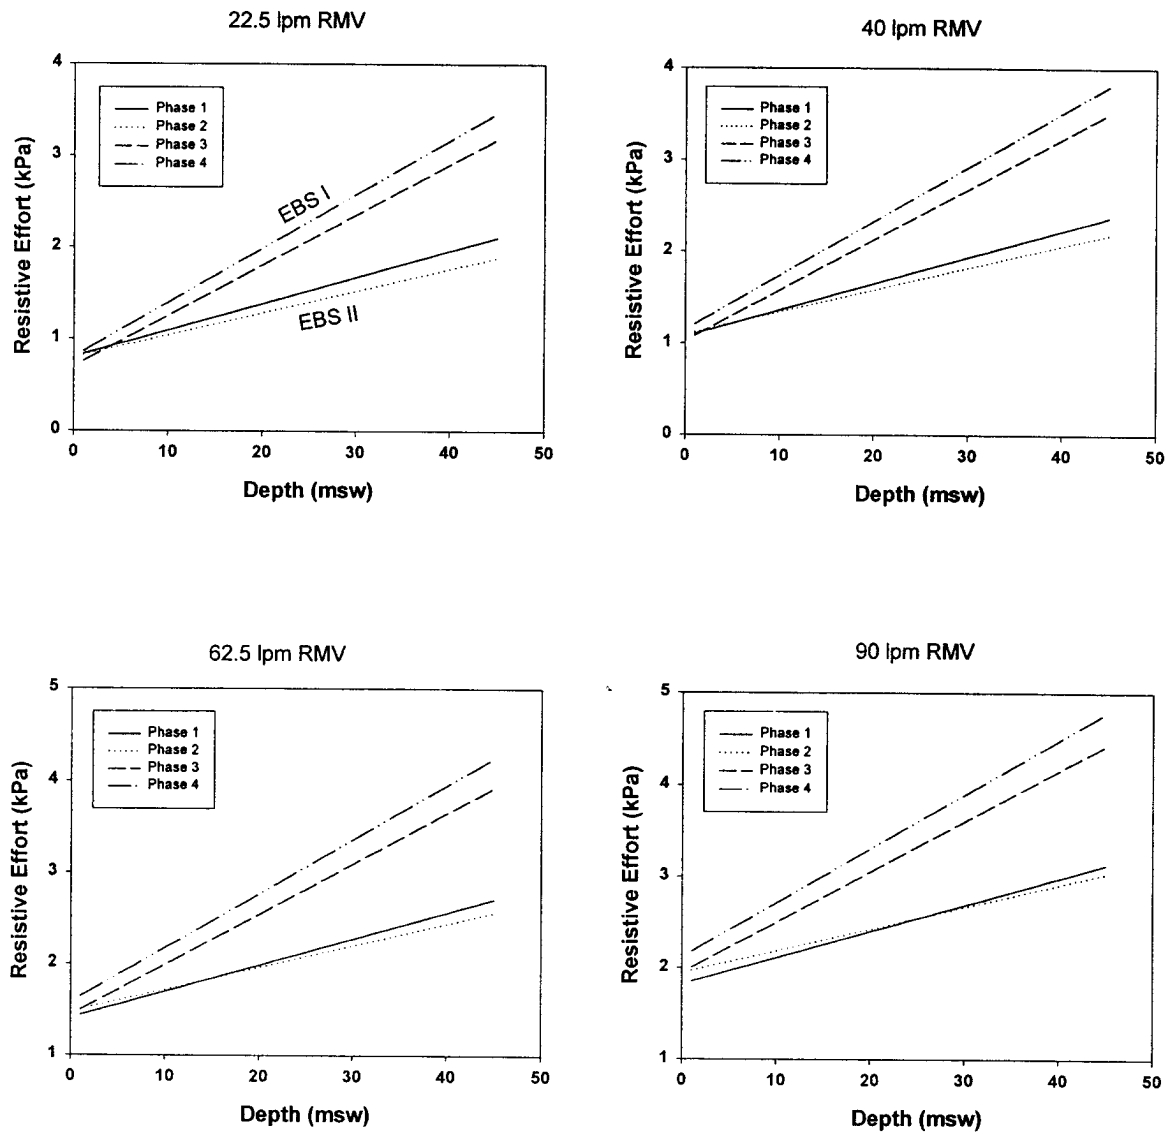 22.5 lpm RMV
4
3
2
1
0
Resistive Effort (kPa)
Phase 1
Phase 2
Phase 3
Phase 4
EBS I
EBS II
0 10 20 30 40 50
Depth (msw)
40 lpm RMV
4
3
2
1
0
Resistive Effort (kPa)
Phase 1
Phase 2
Phase 3
Phase 4
0 10 20 30 40 50
Depth (msw)
62.5 lpm RMV
5
4
3
2
1
Resistive Effort (kPa)
Phase 1
Phase 2
Phase 3
Phase 4
0 10 20 30 40 50
Depth (msw)
90 lpm RMV
5
4
3
2
1
Resistive Effort (kPa)
Phase 1
Phase 2
Phase 3
Phase 4
0 10 20 30 40 50
Depth (msw)